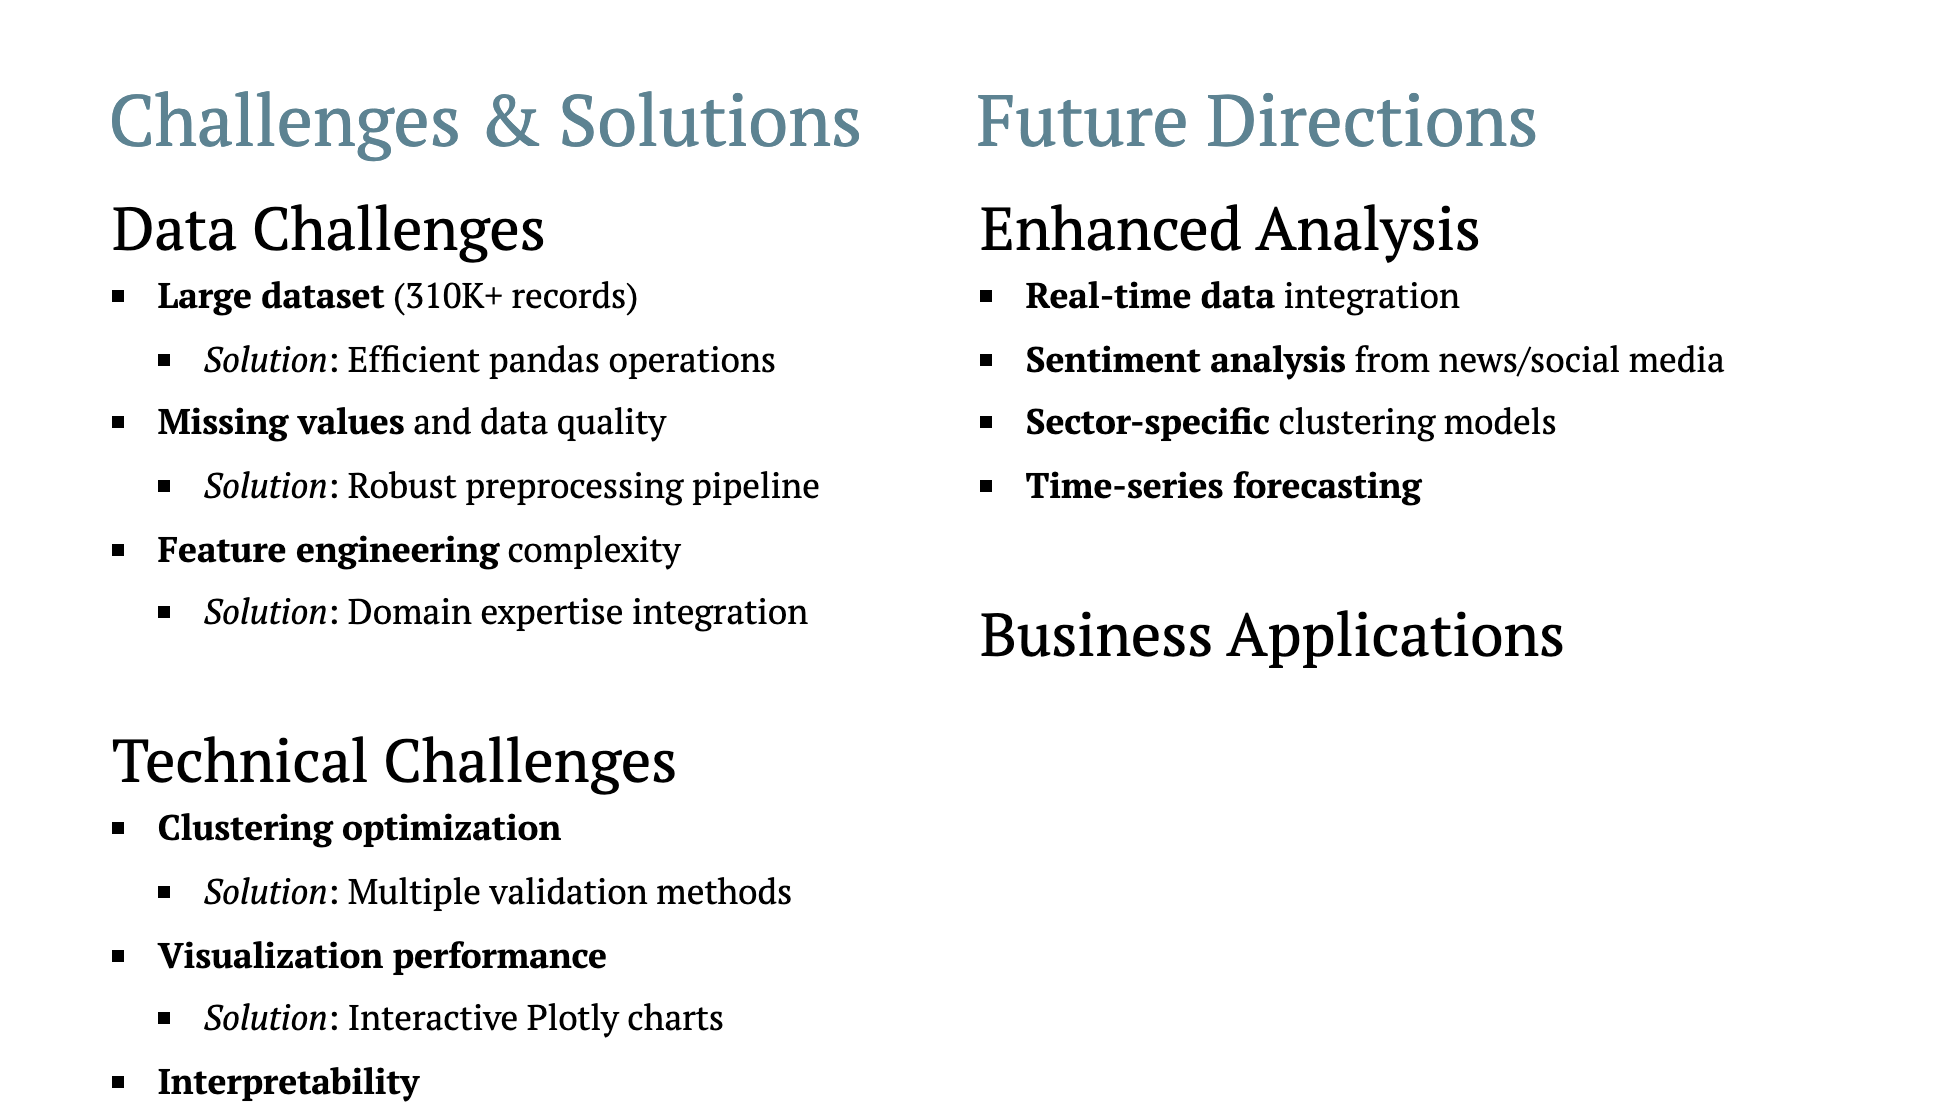 Challenges & Solutions
Data Challenges
Large dataset (310K+ records)
Solution: Efficient pandas operations
Missing values and data quality
Solution: Robust preprocessing pipeline
Feature engineering complexity
Solution: Domain expertise integration
Technical Challenges
Clustering optimization
Solution: Multiple validation methods
Visualization performance
Solution: Interactive Plotly charts
Interpretability
Future Directions
Enhanced Analysis
Real-time data integration
Sentiment analysis from news/social media
Sector-specific clustering models
Time-series forecasting
Business Applications